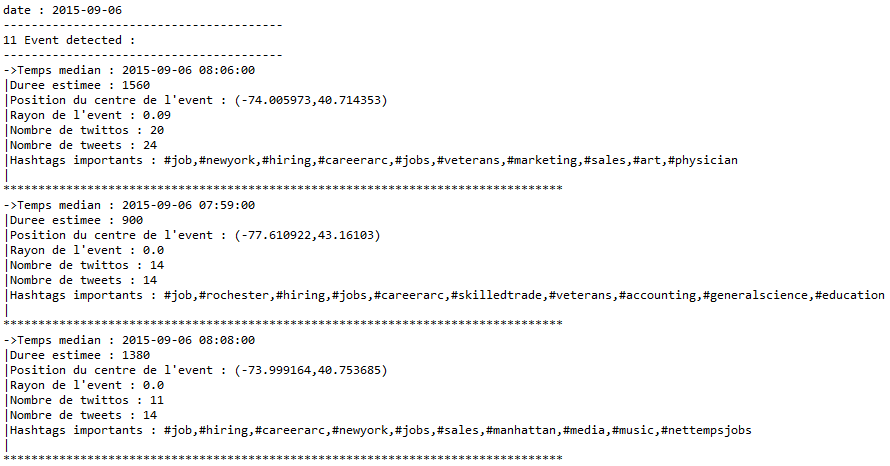 date : 2015-09-06
----------------------------------------
11 Event detected :
----------------------------------------
->Temps median : 2015-09-06 08:06:00
|Duree estimee : 1560
|Position du centre de l'event : (-74.005973,40.714353)
|Rayon de l'event : 0.09
|Nombre de twittos : 20
|Nombre de tweets : 24
|Hashtags importants : #job,#newyork,#hiring,#careerarc,#jobs,#veterans,#marketing,#sales,#art,#physician
|
********************************************************************************
->Temps median : 2015-09-06 07:59:00
|Duree estimee : 900
|Position du centre de l'event : (-77.610922,43.16103)
|Rayon de l'event : 0.0
|Nombre de twittos : 14
|Nombre de tweets : 14
|Hashtags importants : #job,#rochester,#hiring,#jobs,#careerarc,#skilledtrade,#veterans,#accounting,#generalscience,#education
|
********************************************************************************
->Temps median : 2015-09-06 08:08:00
|Duree estimee : 1380
|Position du centre de l'event : (-73.999164,40.753685)
|Rayon de l'event : 0.0
|Nombre de twittos : 11
|Nombre de tweets : 14
|Hashtags importants : #job,#hiring,#careerarc,#newyork,#jobs,#sales,#manhattan,#media,#music,#nettempsjobs
|
********************************************************************************